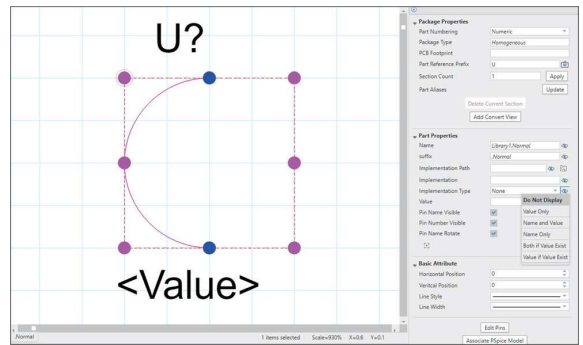 U?
<Value>
.Normal
1 items selected Scale=930% X=0.6 Y=0.1
Package Properties
Part Numbering Numeric
Package Type Homogeneous
PCB Footprint
Part Reference Prefix U
Section Count 1 Apply
Part Aliases Update
Delete Current Section
Add Convert View
Part Properties
Name Library1.Normal
suffix .Normal
Implementation Path
Implementation
Implementation Type None
Value
Do Not Display
Value Only
Name and Value
Name Only
Both if Value Exist
Value if Value Exist
Pin Name Visible
Pin Number Visible
Pin Name Rotate
Basic Attribute
Horizontal Position 0
Veritcal Position 0
Line Style
Line Width
Edit Pins
Associate PSpice Model